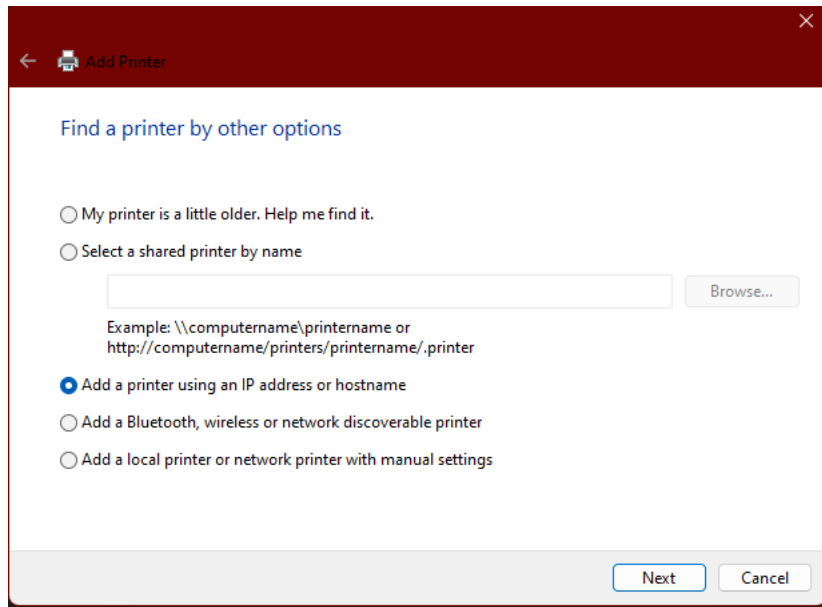 Add Printer
Find a printer by other options
My printer is a little older. Help me find it.
Select a shared printer by name
Browse...
Example: \\computername\printername or
http://computername/printers/printername/.printer
Add a printer using an IP address or hostname
Add a Bluetooth, wireless or network discoverable printer
Add a local printer or network printer with manual settings
Next Cancel